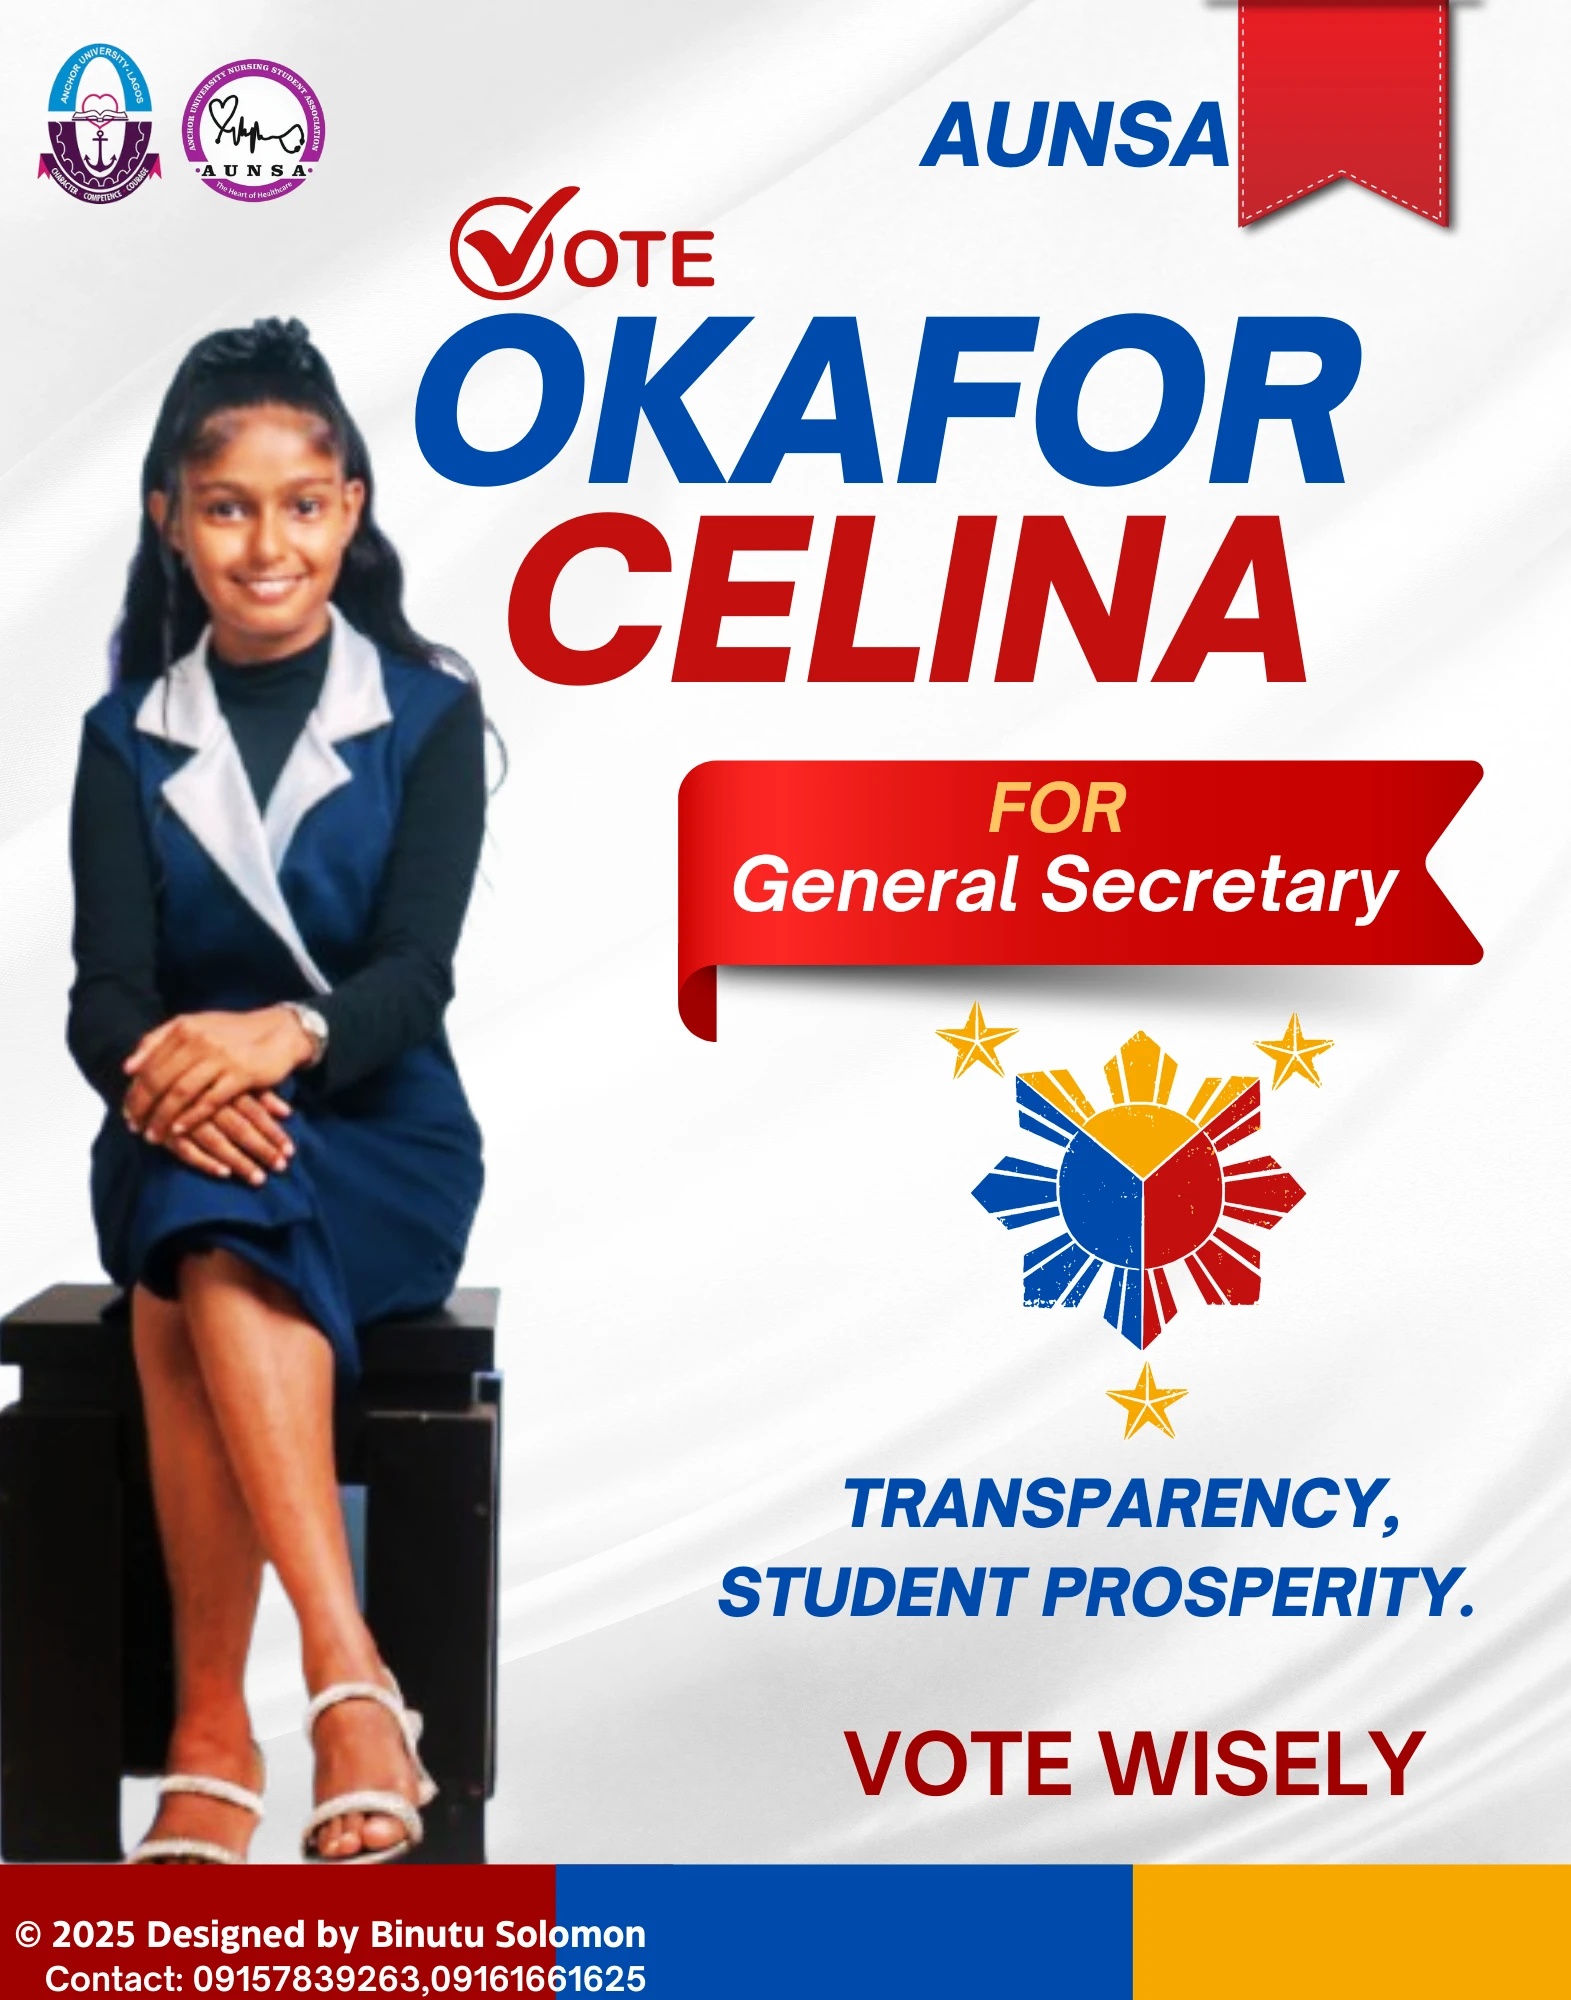 ANCHOR UNIVERSITY · LAGOS
CHARACTER COMPETENCE COURAGE
ANCHOR UNIVERSITY NURSING STUDENT ASSOCIATION
·AUNSA·
The Heart of Healthcare
AUNSA
VOTE
OKAFOR
CELINA
FOR
General Secretary
TRANSPARENCY,
STUDENT PROSPERITY.
VOTE WISELY
© 2025 Designed by Binutu Solomon
Contact: 09157839263,09161661625